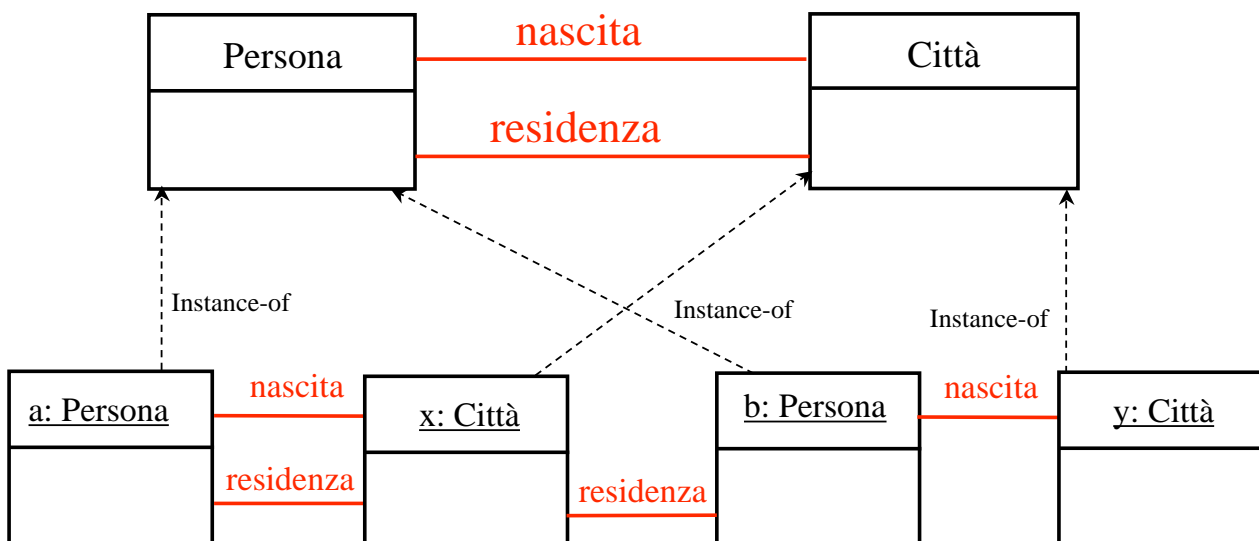 nascita
Persona
Città
residenza
Instance-of
Instance-of
Instance-of
nascita
nascita
a: Persona
x: Città
b: Persona
y: Città
residenza
residenza